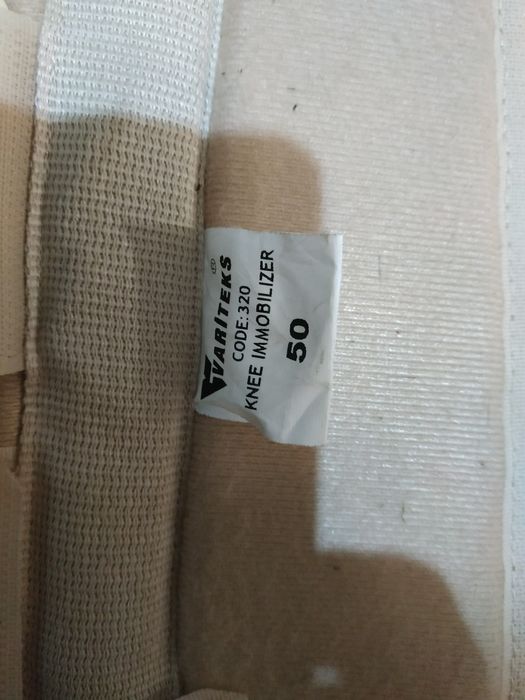 VARITEKS
CODE: 320
KNEE IMMOBILIZER
50